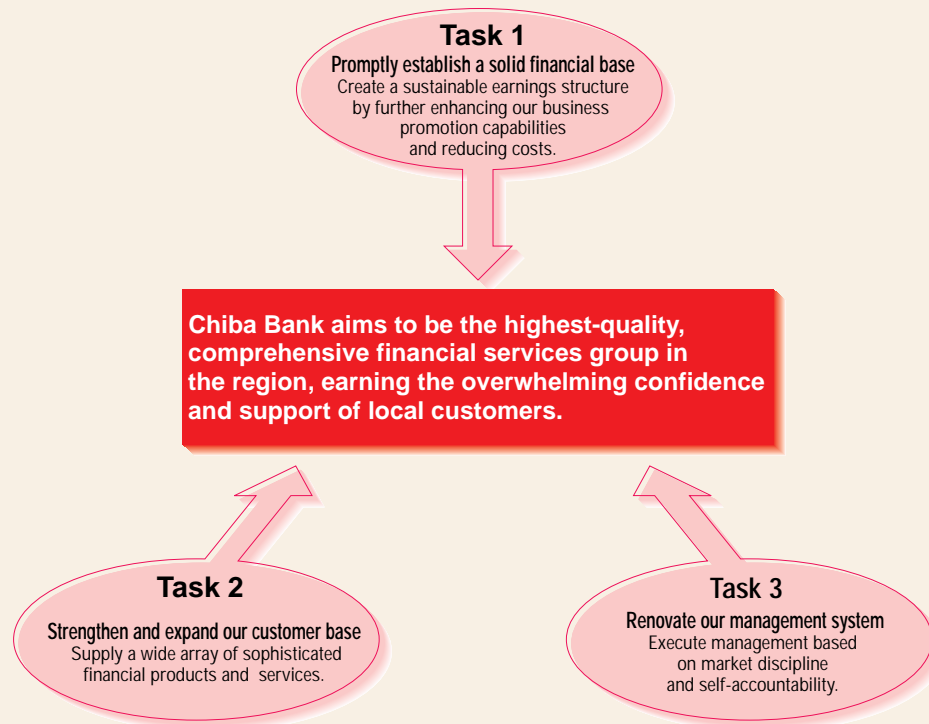 Task 1
Promptly establish a solid financial base
Create a sustainable earnings structure
by further enhancing our business
promotion capabilities
and reducing costs.
Chiba Bank aims to be the highest-quality,
comprehensive financial services group in
the region, earning the overwhelming confidence
and support of local customers.
Task 2
Strengthen and expand our customer base
Supply a wide array of sophisticated
financial products and services.
Task 3
Renovate our management system
Execute management based
on market discipline
and self-accountability.